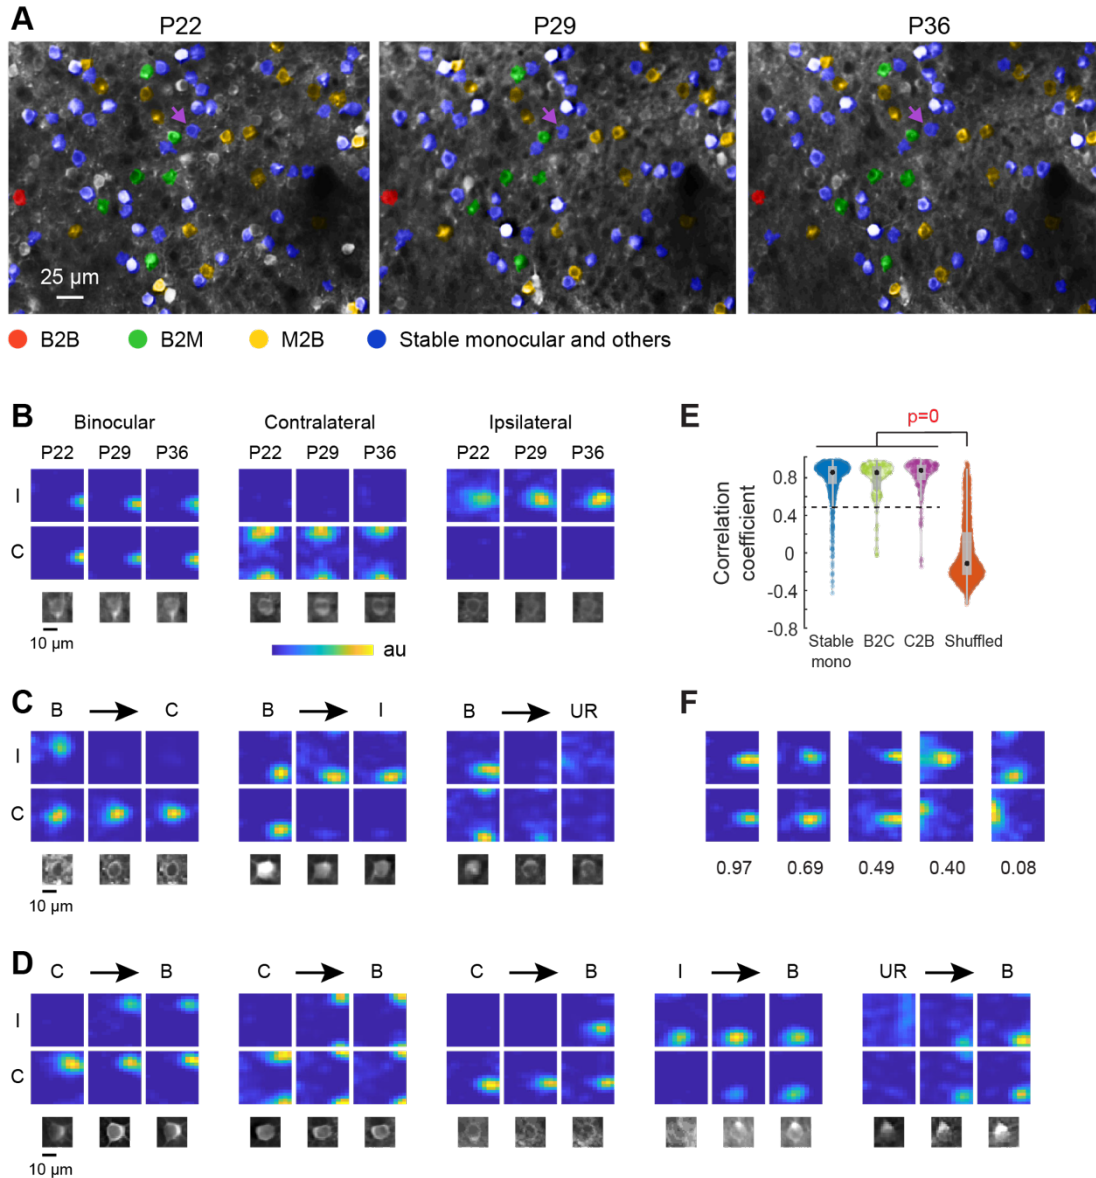 A
P22 P29 P36
25 µm
B2B B2M M2B Stable monocular and others
B
Binocular Contralateral Ipsilateral
P22 P29 P36 P22 P29 P36 P22 P29 P36
I
C
10 µm
au
E
p=0
Correlation coefficient
0.8
0.4
0
-0.4
-0.8
Stable mono B2C C2B Shuffled
C
B C B I B UR
I
C
10 µm
F
0.97 0.69 0.49 0.40 0.08
D
C B C B C B I B UR B
I
C
10 µm